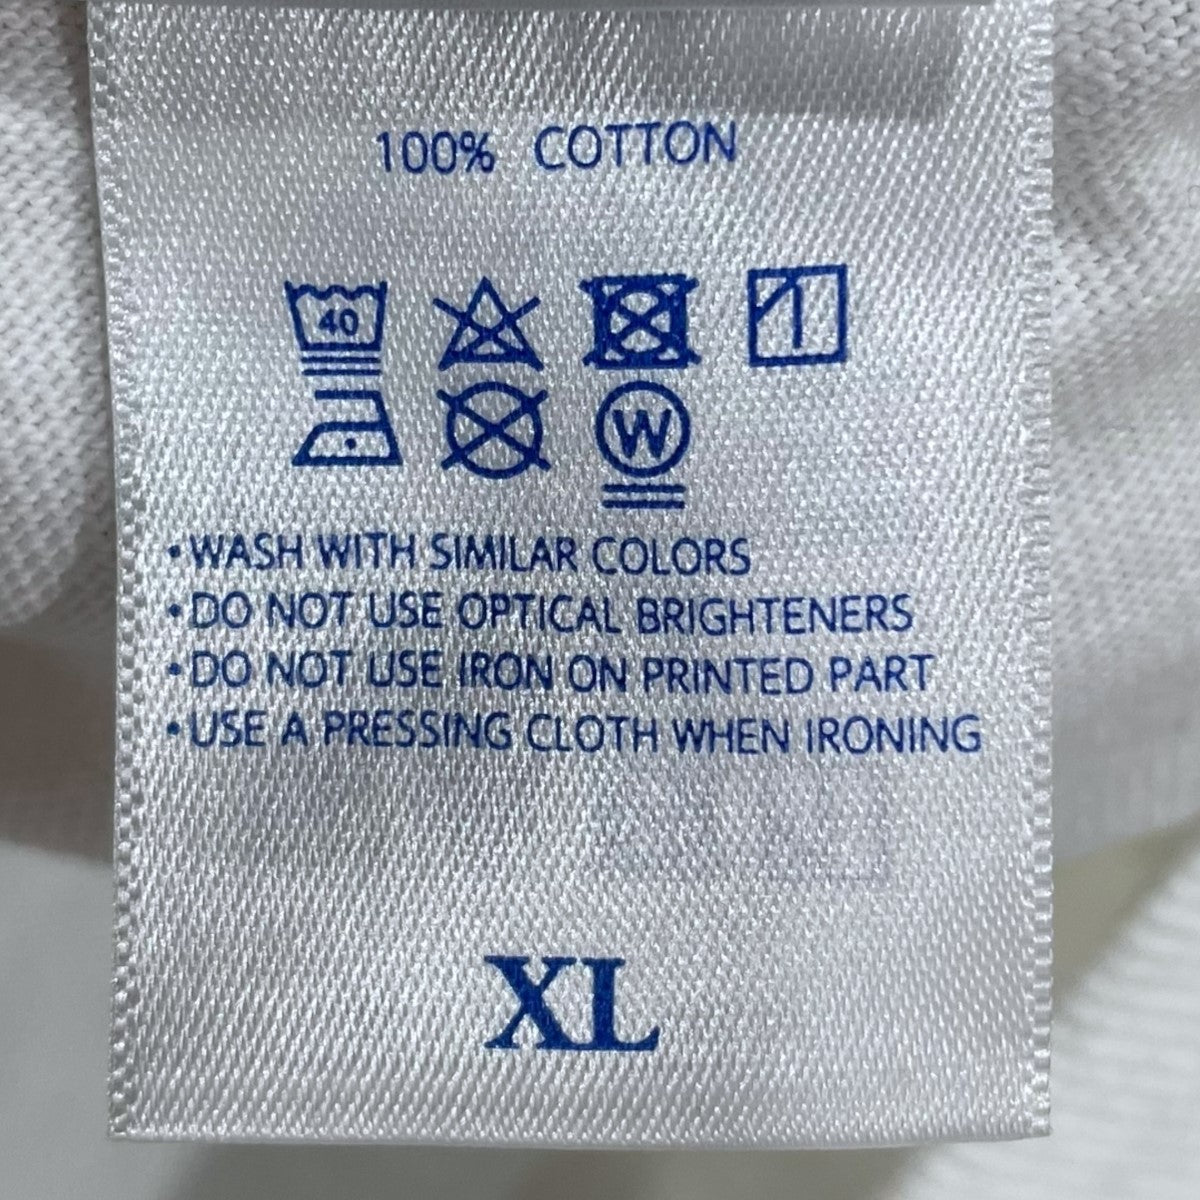 100% COTTON
40
W
•WASH WITH SIMILAR COLORS
•DO NOT USE OPTICAL BRIGHTENERS
•DO NOT USE IRON ON PRINTED PART
•USE A PRESSING CLOTH WHEN IRONING
XL